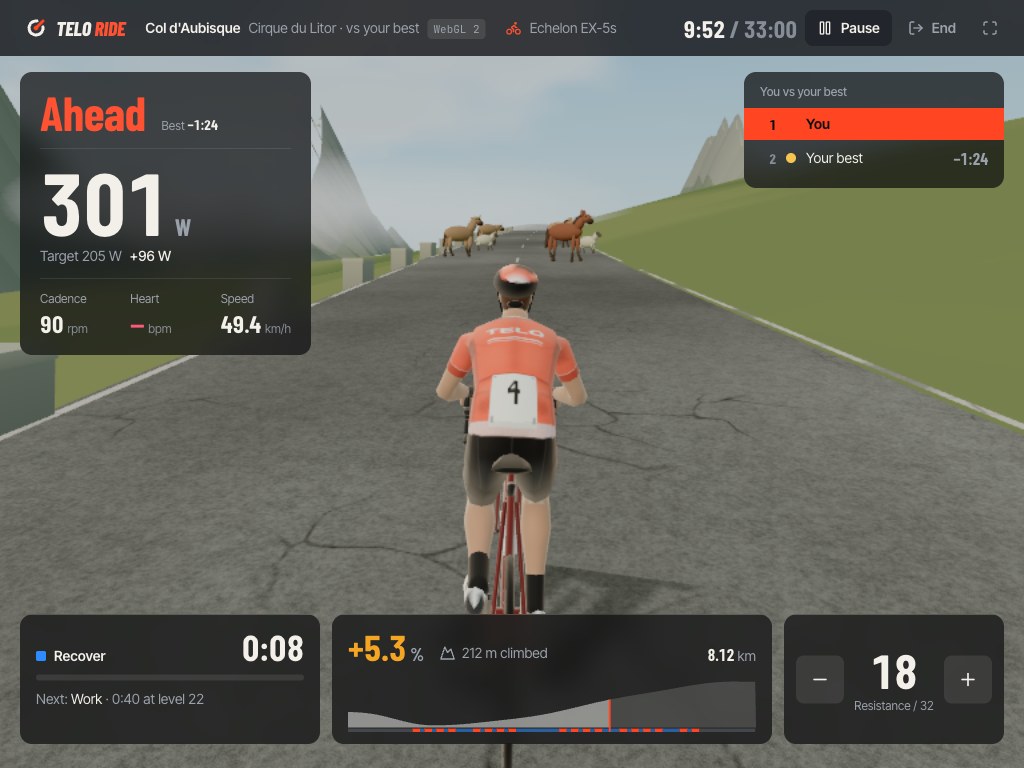 TELO RIDE Col d'Aubisque Cirque du Litor · vs your best WebGL 2 Echelon EX-5s 9:52 / 33:00 Pause End
Ahead Best −1:24
301 W
Target 205 W +96 W
Cadence Heart Speed
90 rpm – bpm 49.4 km/h
You vs your best
1 You
2 Your best −1:24
TELO
4
Recover 0:08
Next: Work · 0:40 at level 22
+5.3 % 212 m climbed 8.12 km
− 18 +
Resistance / 32